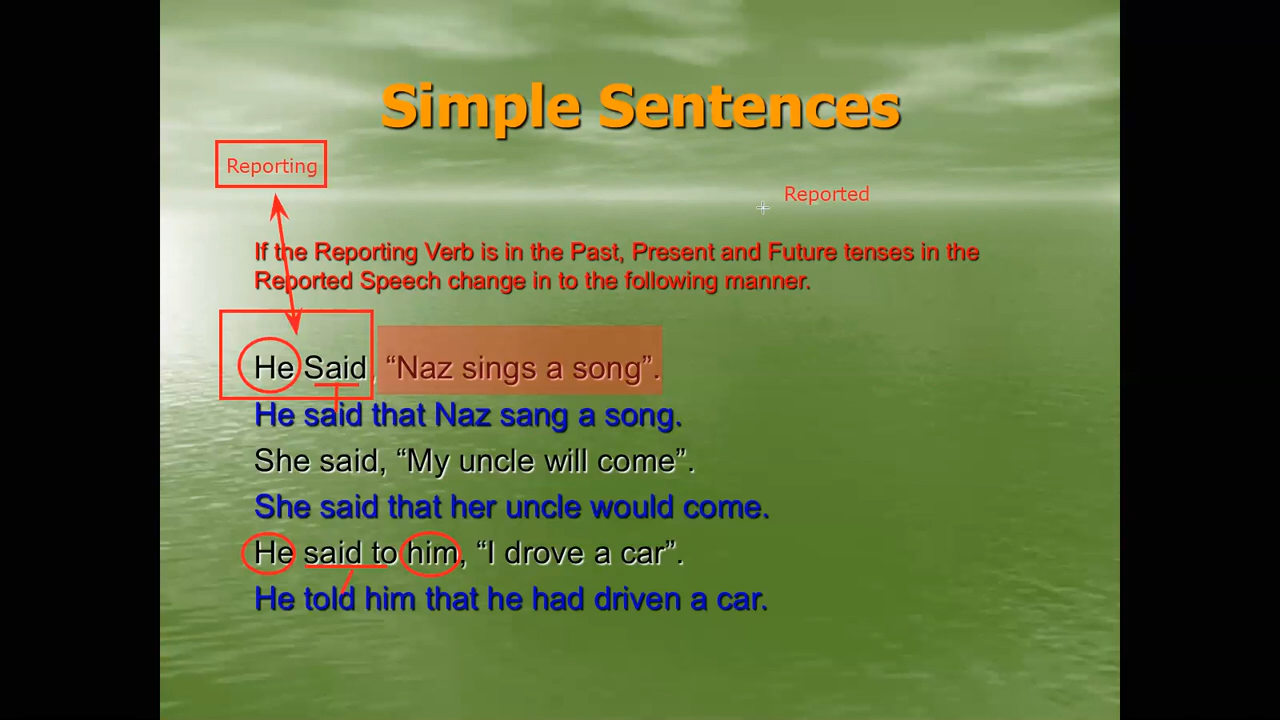 Simple Sentences
Reporting
Reported
If the Reporting Verb is in the Past, Present and Future tenses in the
Reported Speech change in to the following manner.
He Said, “Naz sings a song”.
He said that Naz sang a song.
She said, “My uncle will come”.
She said that her uncle would come.
He said to him, “I drove a car”.
He told him that he had driven a car.